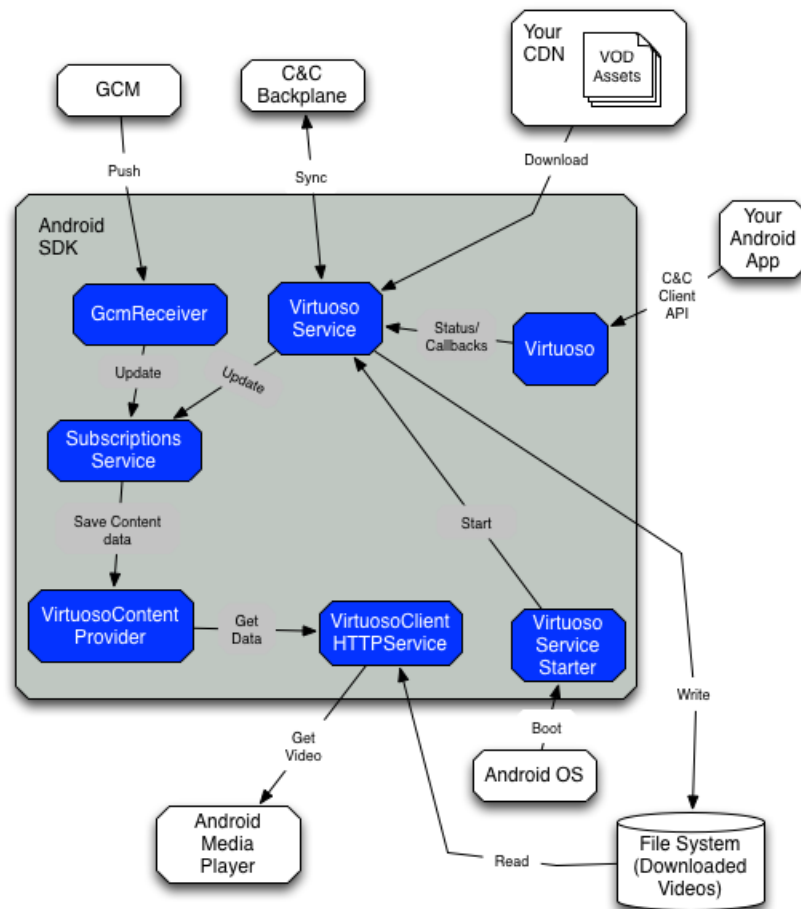 Your
CDN
VOD
Assets
GCM
C&C
Backplane
Push
Sync
Download
Android
SDK
Your
Android
App
C&C
Client
API
GcmReceiver
Virtuoso
Service
Status/
Callbacks
Virtuoso
Update
Update
Subscriptions
Service
Save Content
data
Start
VirtuosoContent
Provider
Get
Data
VirtuosoClient
HTTPService
Virtuoso
Service
Starter
Write
Get
Video
Boot
Android OS
Android
Media
Player
Read
File System
(Downloaded
Videos)